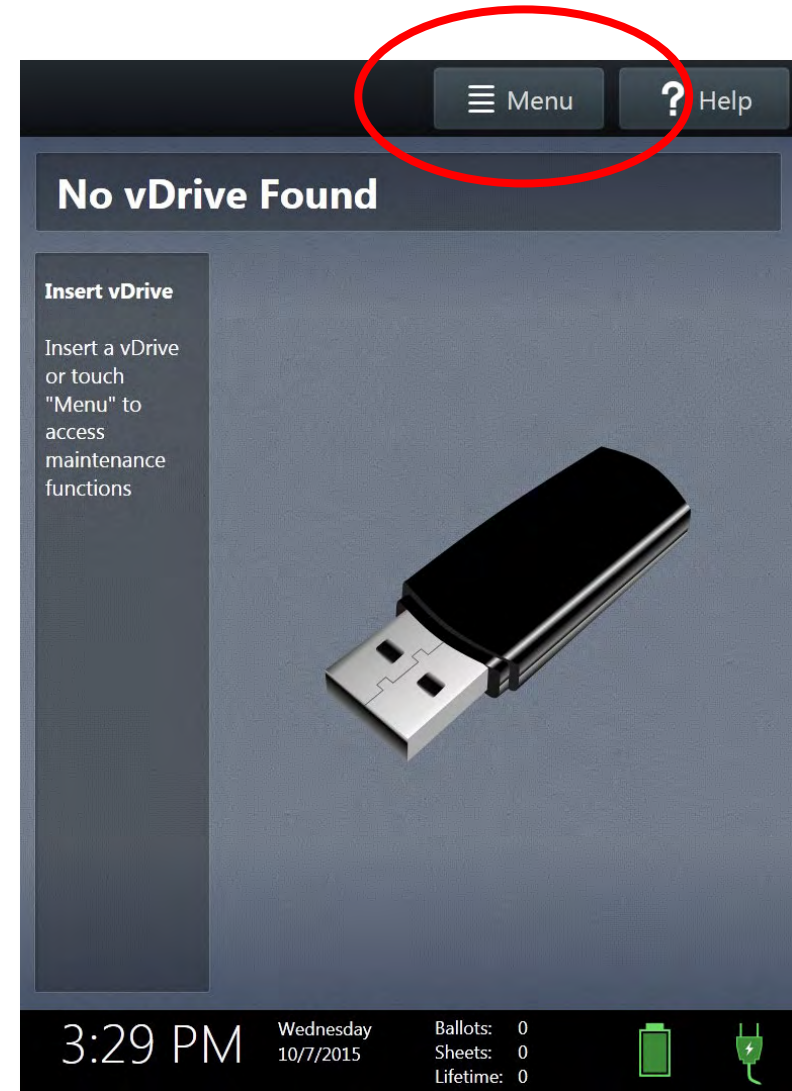 Menu
? Help
No vDrive Found
Insert vDrive
Insert a vDrive
or touch
"Menu" to
access
maintenance
functions
3:29 PM
Wednesday
10/7/2015
Ballots: 0
Sheets: 0
Lifetime: 0